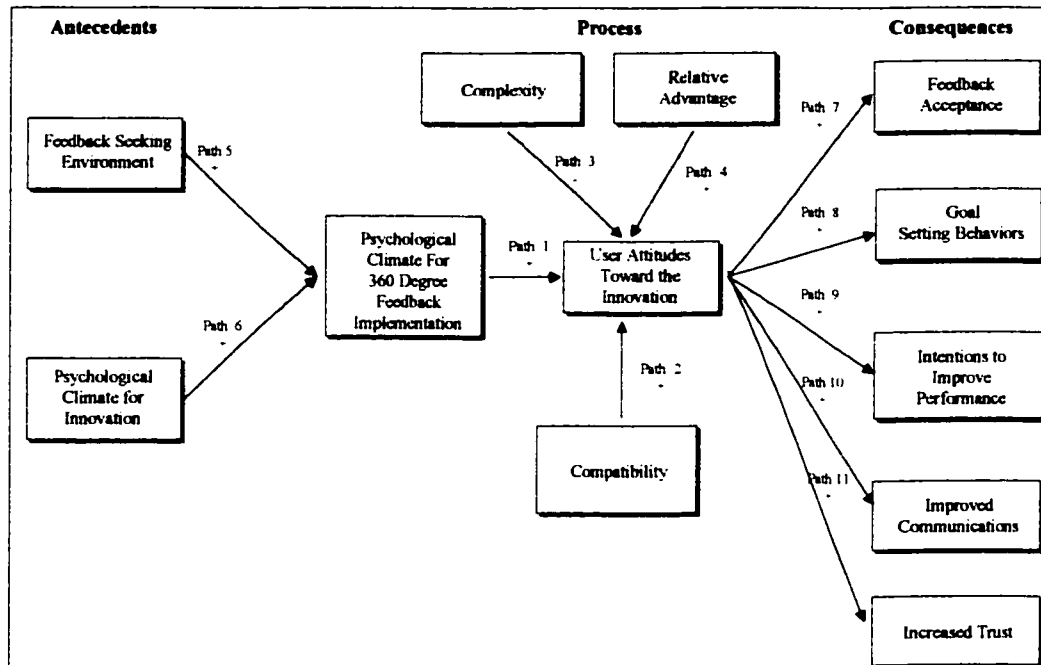 Antecedents
Process
Consequences
Complexity
Relative
Advantage
Feedback
Acceptance
Path 7
+
Feedback Seeking
Environment
Path 5
+
Path 3
-
Path 4
+
Goal
Setting Behaviors
Path 8
+
Psychological
Climate For
360 Degree
Feedback
Implementation
Path 1
+
User Attitudes
Toward the
Innovation
Path 9
+
Path 6
+
Intentions to
Improve
Performance
Path 2
+
Path 10
+
Psychological
Climate for
Innovation
Compatibility
Path 11
+
Improved
Communications
Increased Trust